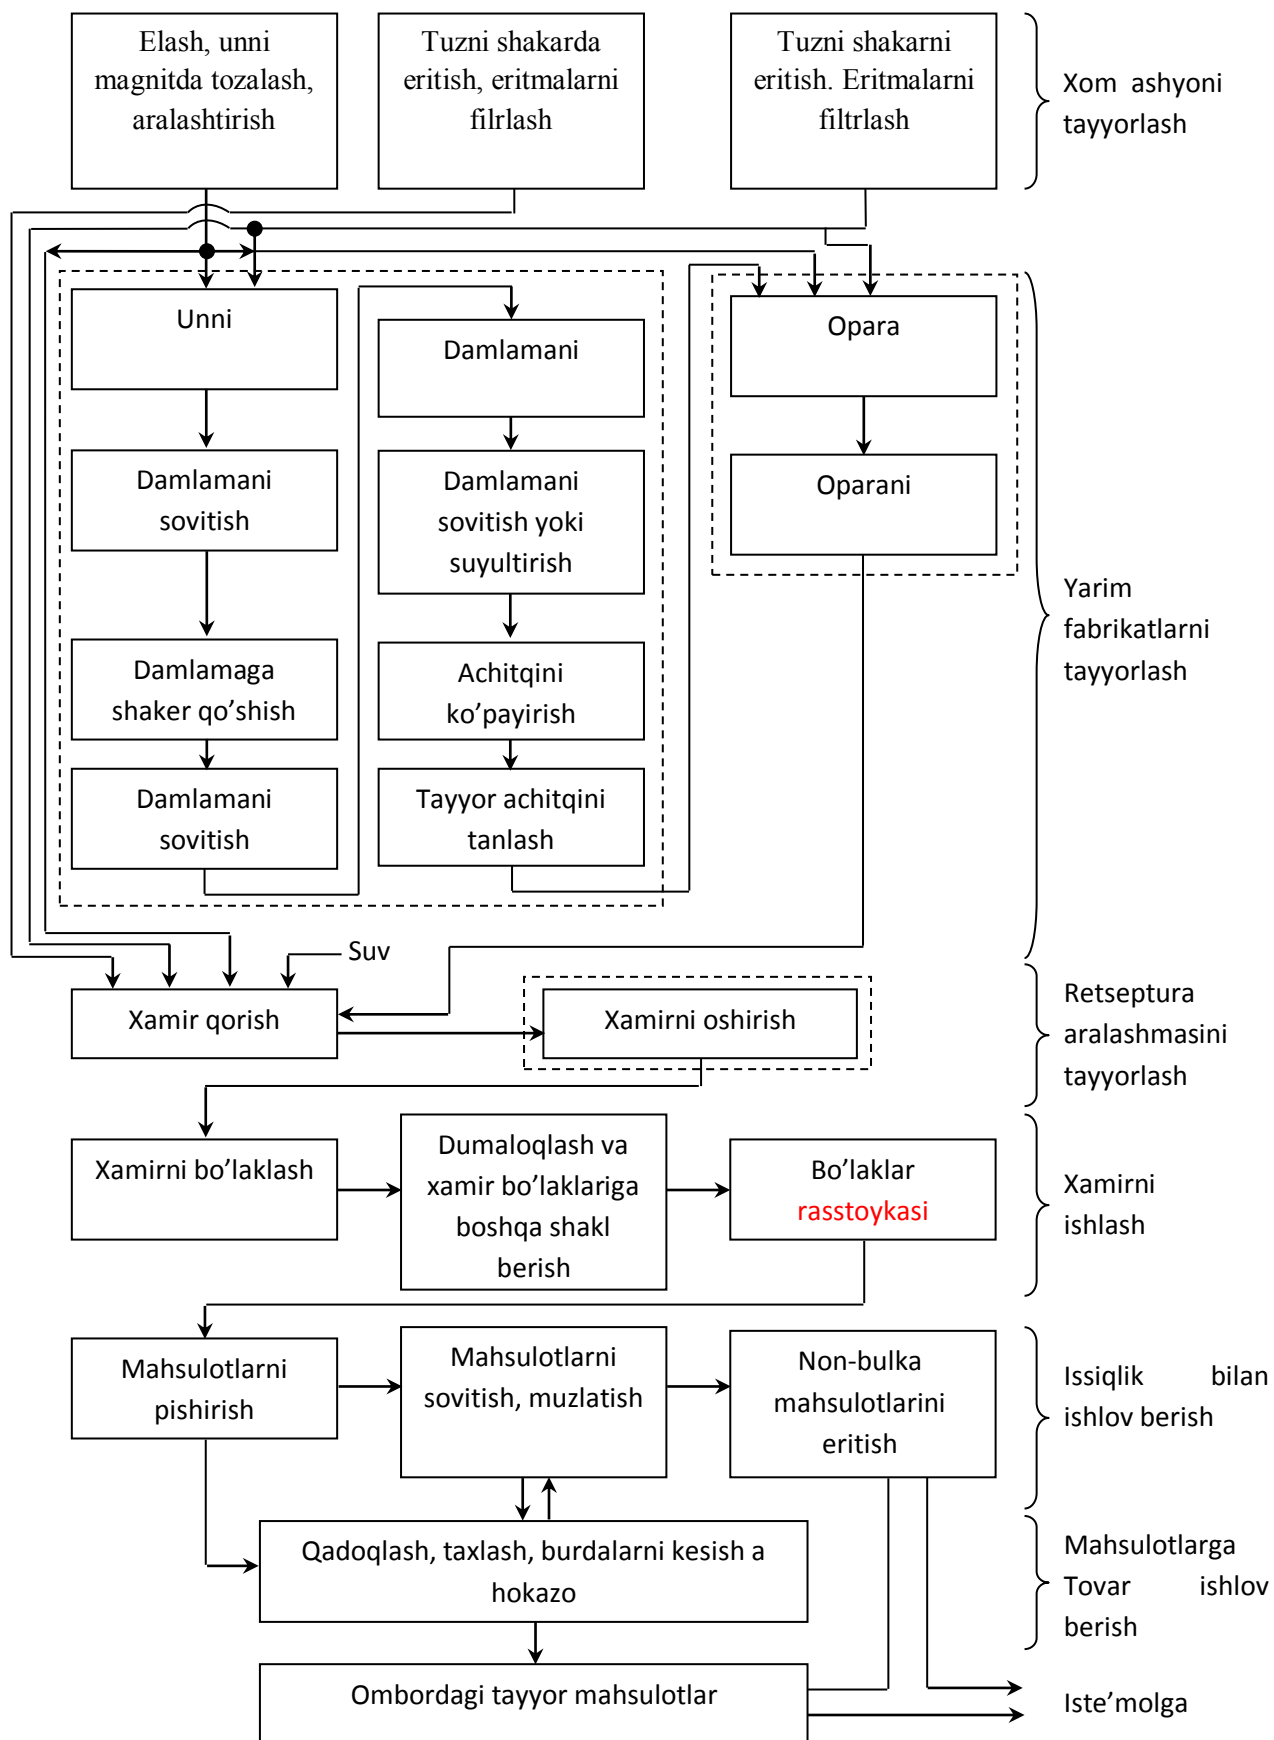 Elash, unni
magnitda tozalash,
aralashtirish
Tuzni shakarda
eritish, eritmalarni
filrlash
Tuzni shakarni
eritish. Eritmalarni
filtrlash
Xom ashyoni
tayyorlash
Unni
Damlamani
Opara
Damlamani
sovitish
Damlamani
sovitish yoki
suyultirish
Oparani
Yarim
fabrikatlarni
tayyorlash
Damlamaga
shaker qo’shish
Achitqini
ko’payirish
Damlamani
sovitish
Tayyor achitqini
tanlash
Suv
Xamir qorish
Xamirni oshirish
Retseptura
aralashmasini
tayyorlash
Xamirni bo’laklash
Dumaloqlash va
xamir bo’laklariga
boshqa shakl
berish
Bo’laklar
rasstoykasi
Xamirni
ishlash
Mahsulotlarni
pishirish
Mahsulotlarni
sovitish, muzlatish
Non-bulka
mahsulotlarini
eritish
Issiqlik bilan
ishlov berish
Qadoqlash, taxlash, burdalarni kesish a
hokazo
Mahsulotlarga
Tovar ishlov
berish
Ombordagi tayyor mahsulotlar
Iste’molga